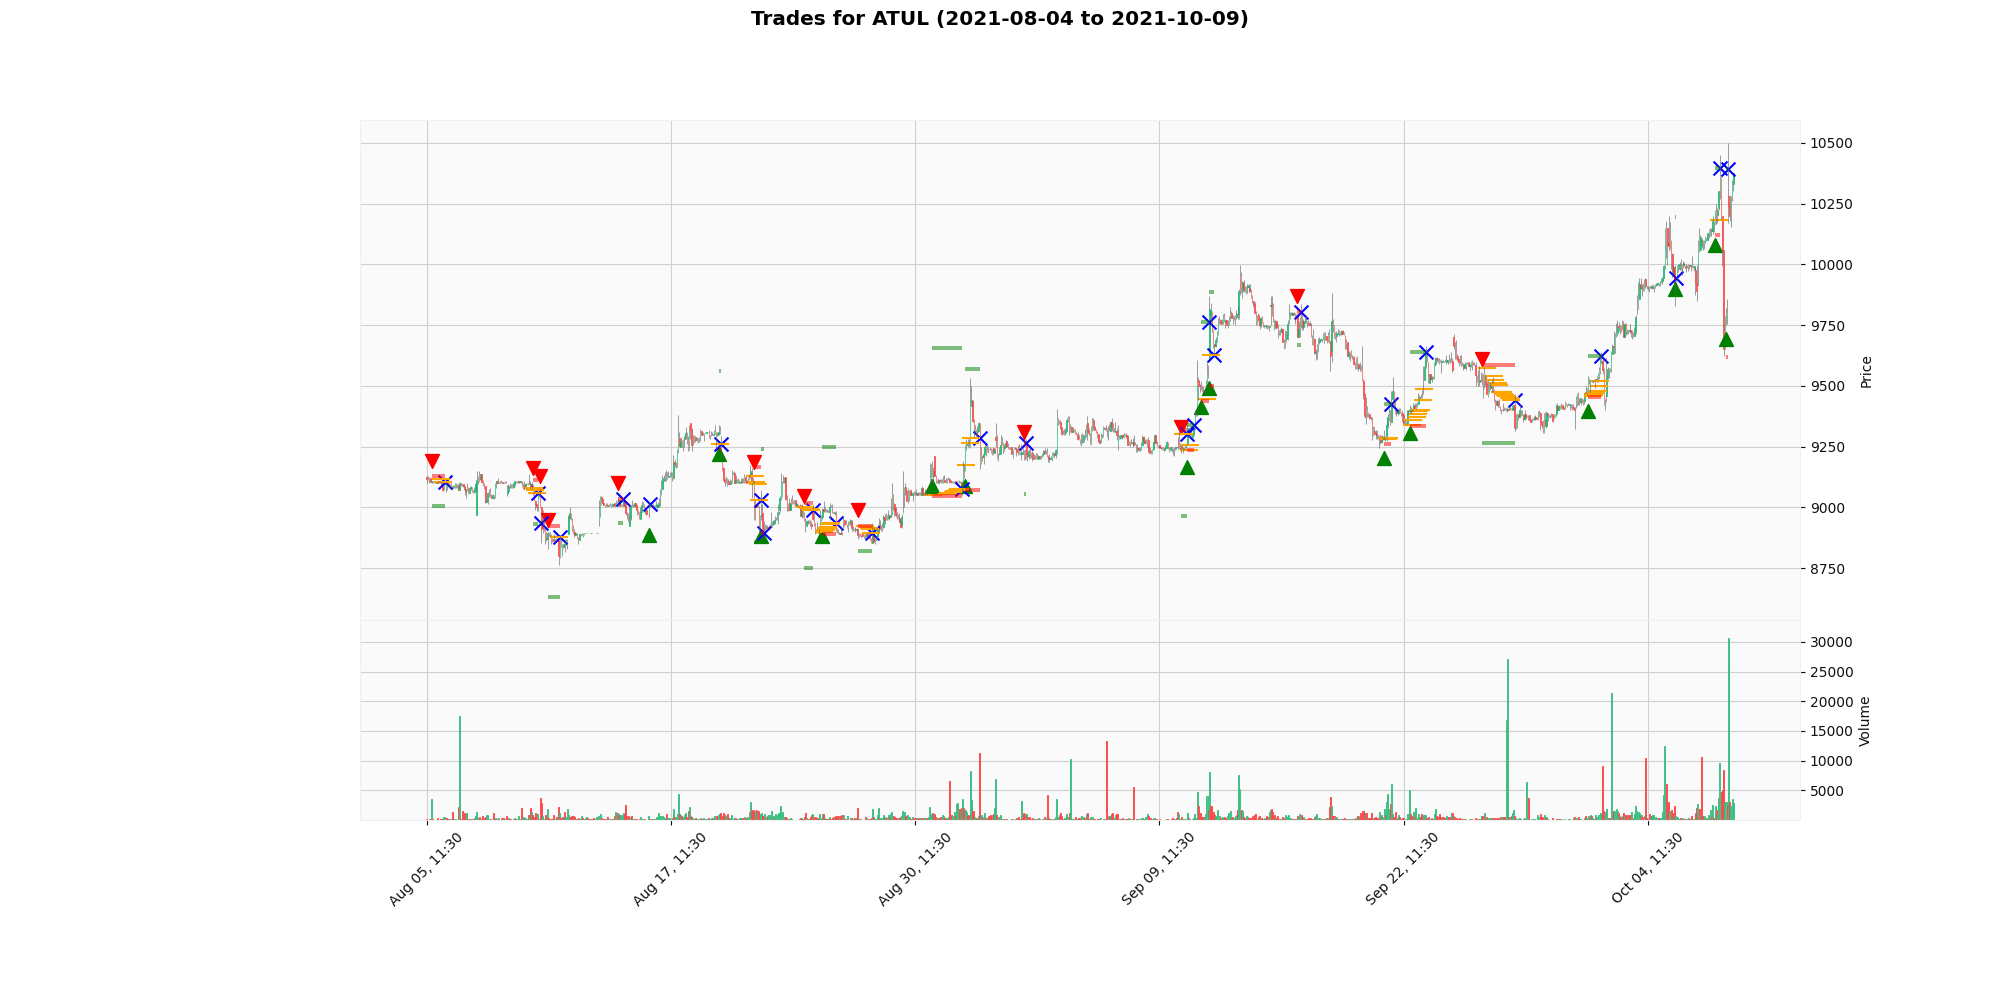 Trades for ATUL (2021-08-04 to 2021-10-09)
10500
10250
10000
9750
9500
9250
9000
8750
Price
30000
25000
20000
15000
10000
5000
Volume
Aug 05, 11:30
Aug 17, 11:30
Aug 30, 11:30
Sep 09, 11:30
Sep 22, 11:30
Oct 04, 11:30